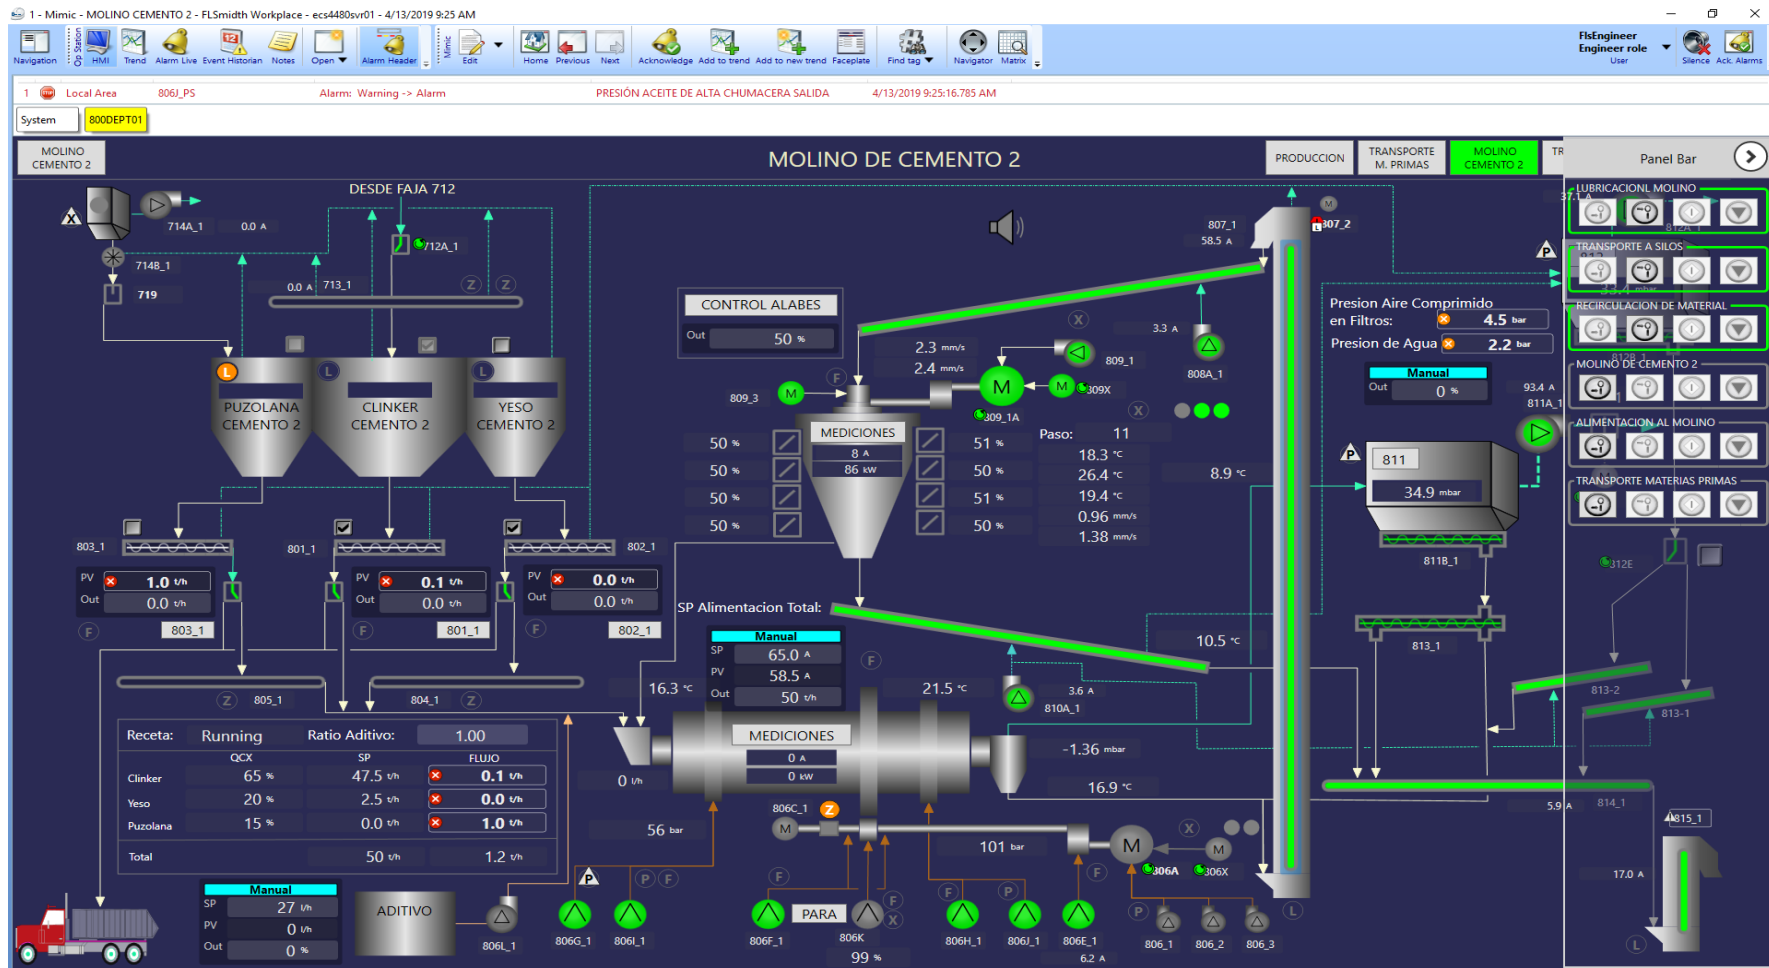 1 - Mimic - MOLINO CEMENTO 2 - FLSmidth Workplace - ecs4480svr01 - 4/13/2019 9:25 AM
Navigation
Op Station
HMI
Trend
Alarm Live
Event Historian
Notes
Open
Alarm Header
Mimic
Edit
Home
Previous
Next
Acknowledge
Add to trend
Add to new trend
Faceplate
Find tag
Navigator
Matrix
FlsEngineer
Engineer role
User
Silence
Ack. Alarms
1 Local Area 806J_PS Alarm: Warning -> Alarm PRESIÓN ACEITE DE ALTA CHUMACERA SALIDA 4/13/2019 9:25:16.785 AM
System
800DEPT01
MOLINO
CEMENTO 2
MOLINO DE CEMENTO 2
PRODUCCION
TRANSPORTE
M. PRIMAS
MOLINO
CEMENTO 2
TR
Panel Bar
DESDE FAJA 712
714A_1
0.0 A
714B_1
719
712A_1
0.0 A
713_1
Z
Z
X
L
L
L
PUZOLANA
CEMENTO 2
CLINKER
CEMENTO 2
YESO
CEMENTO 2
803_1
801_1
802_1
PV 1.0 t/h
Out 0.0 t/h
F
803_1
PV 0.1 t/h
Out 0.0 t/h
F
801_1
PV 0.0 t/h
Out 0.0 t/h
F
802_1
Z
805_1
804_1
Z
Receta: Running Ratio Aditivo: 1.00
QCX SP FLUJO
Clinker 65 % 47.5 t/h 0.1 t/h
Yeso 20 % 2.5 t/h 0.0 t/h
Puzolana 15 % 0.0 t/h 1.0 t/h
Total 50 t/h 1.2 t/h
Manual
SP 27 l/h
PV 0 l/h
Out 0 %
ADITIVO
806L_1
CONTROL ALABES
Out 50 %
2.3 mm/s
2.4 mm/s
F
809_3
M
M
M
809_1
X
809X
309_1A
X
3.3 A
808A_1
807_1
58.5 A
M
307_2
MEDICIONES
8 A
86 kW
50 %
50 %
50 %
50 %
51 %
50 %
51 %
50 %
Paso: 11
18.3 °C
26.4 °C
19.4 °C
0.96 mm/s
1.38 mm/s
8.9 °C
SP Alimentacion Total:
Manual
SP 65.0 A
PV 58.5 A
Out 50 t/h
F
16.3 °C
21.5 °C
10.5 °C
3.6 A
810A_1
MEDICIONES
0 A
0 kW
0 l/h
-1.36 mbar
16.9 °C
806C_1
Z
M
56 bar
101 bar
M
X
M
306A
306X
F
P
P
F
F
F
X
F
P
P
806G_1
806I_1
806F_1
PARA
806K
99 %
806H_1
806J_1
806E_1
6.2 A
806_1
806_2
806_3
L
Presion Aire Comprimido
en Filtros: 4.5 bar
Presion de Agua 2.2 bar
Manual
Out 0 %
93.4 A
811A_1
P
811
34.9 mbar
811B_1
813_1
P
37.1 A
LUBRICACIONL MOLINO
812A_1
TRANSPORTE A SILOS
812
33.4 mbar
RECIRCULACION DE MATERIAL
812B_1
MOLINO DE CEMENTO 2
ALIMENTACION AL MOLINO
TRANSPORTE MATERIAS PRIMAS
312E
813-2
813-1
5.9 A
814_1
815_1
17.0 A
L